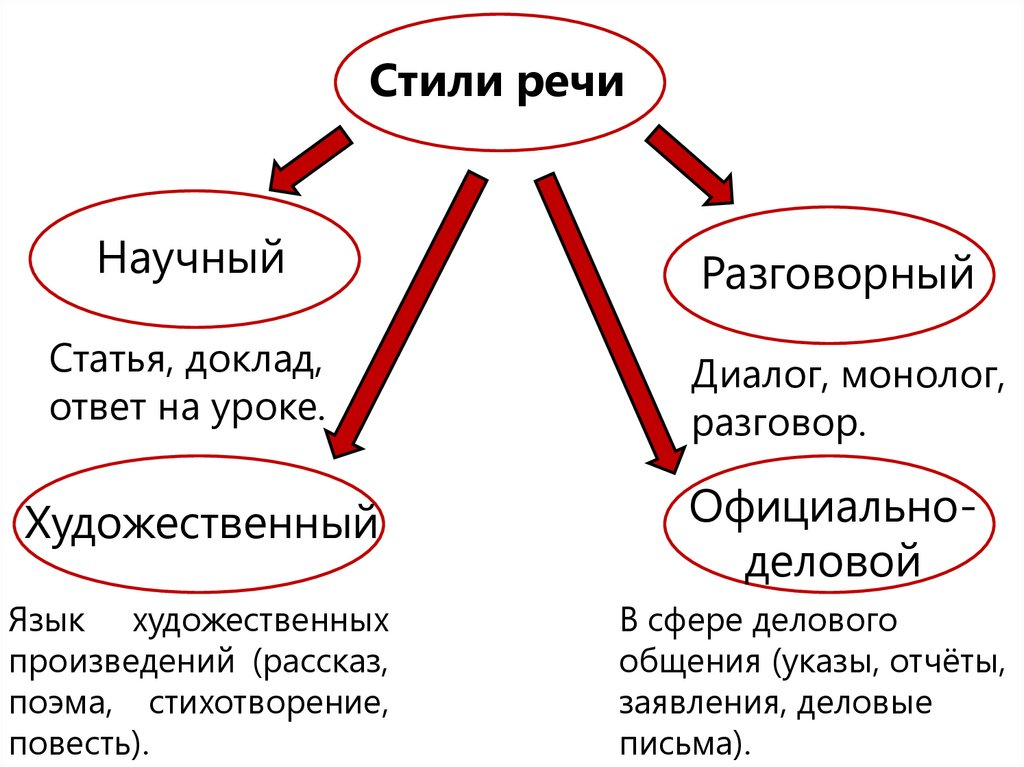 Стили речи
Научный
Статья, доклад,
ответ на уроке.
Разговорный
Диалог, монолог,
разговор.
Художественный
Язык художественных
произведений (рассказ,
поэма, стихотворение,
повесть).
Официально-
деловой
В сфере делового
общения (указы, отчёты,
заявления, деловые
письма).